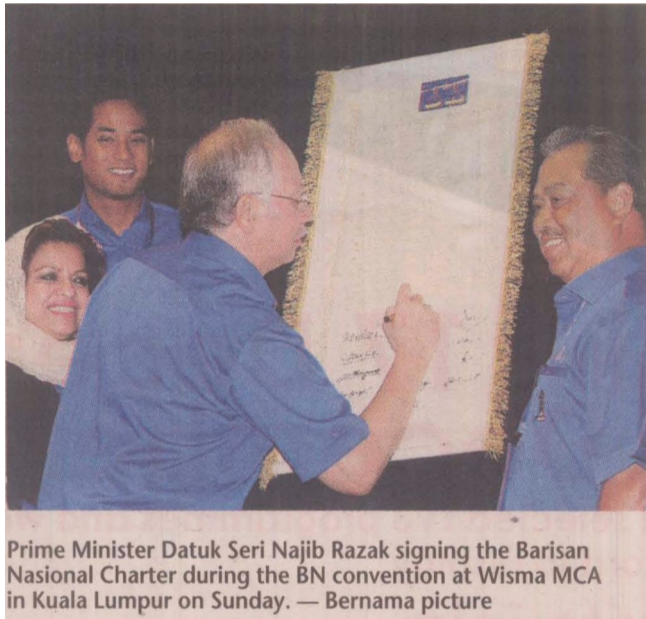 Prime Minister Datuk Seri Najib Razak signing the Barisan
Nasional Charter during the BN convention at Wisma MCA
in Kuala Lumpur on Sunday. — Bernama picture